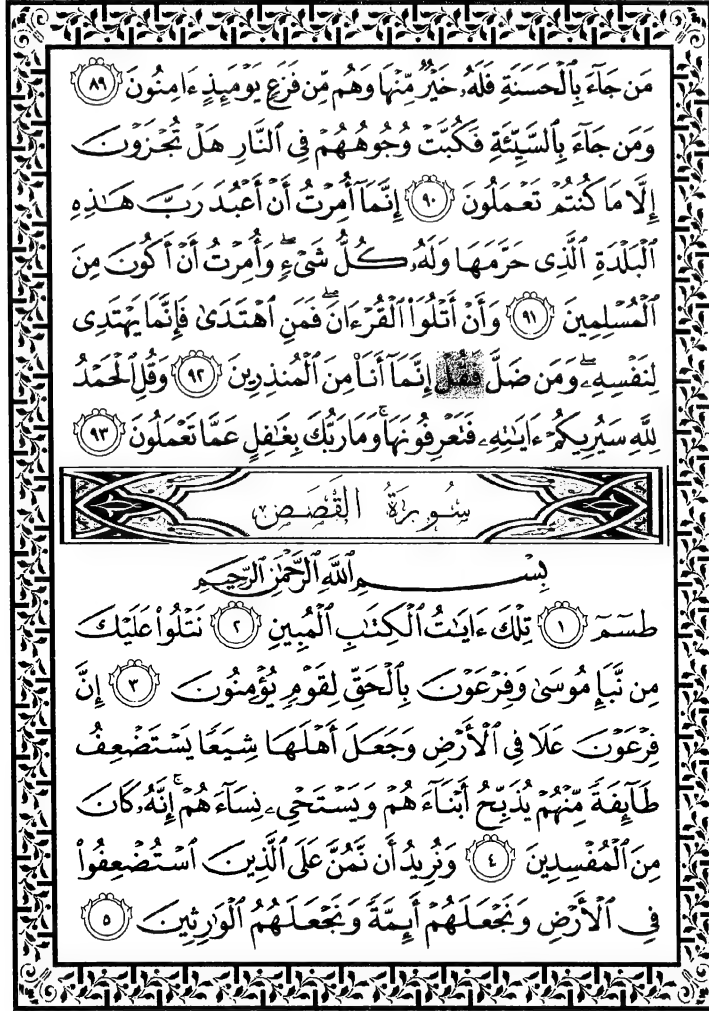 مَن جَآءَ بِٱلْحَسَنَةِ فَلَهُۥ خَيْرٌ مِّنْهَا وَهُم مِّن فَزَعٍ يَوْمَئِذٍ ءَامِنُونَ ٨٩
وَمَن جَآءَ بِٱلسَّيِّئَةِ فَكُبَّتْ وُجُوهُهُمْ فِى ٱلنَّارِ هَلْ تُجْزَوْنَ
إِلَّا مَا كُنتُمْ تَعْمَلُونَ ٩٠ إِنَّمَآ أُمِرْتُ أَنْ أَعْبُدَ رَبَّ هَٰذِهِ
ٱلْبَلْدَةِ ٱلَّذِى حَرَّمَهَا وَلَهُۥ كُلُّ شَىْءٍ ۖ وَأُمِرْتُ أَنْ أَكُونَ مِنَ
ٱلْمُسْلِمِينَ ٩١ وَأَنْ أَتْلُوَا۟ ٱلْقُرْءَانَ ۖ فَمَنِ ٱهْتَدَىٰ فَإِنَّمَا يَهْتَدِى
لِنَفْسِهِۦ ۖ وَمَن ضَلَّ فَقُلْ إِنَّمَآ أَنَا۠ مِنَ ٱلْمُنذِرِينَ ٩٢ وَقُلِ ٱلْحَمْدُ
لِلَّهِ سَيُرِيكُمْ ءَايَٰتِهِۦ فَتَعْرِفُونَهَا ۚ وَمَا رَبُّكَ بِغَٰفِلٍ عَمَّا تَعْمَلُونَ ٩٣
سُورَةُ القَصَصِ
بِسْمِ ٱللَّهِ ٱلرَّحْمَٰنِ ٱلرَّحِيمِ
طسٓمٓ ١ تِلْكَ ءَايَٰتُ ٱلْكِتَٰبِ ٱلْمُبِينِ ٢ نَتْلُوا۟ عَلَيْكَ
مِن نَّبَإِ مُوسَىٰ وَفِرْعَوْنَ بِٱلْحَقِّ لِقَوْمٍ يُؤْمِنُونَ ٣ إِنَّ
فِرْعَوْنَ عَلَا فِى ٱلْأَرْضِ وَجَعَلَ أَهْلَهَا شِيَعًا يَسْتَضْعِفُ
طَآئِفَةً مِّنْهُمْ يُذَبِّحُ أَبْنَآءَهُمْ وَيَسْتَحْىِۦ نِسَآءَهُمْ ۚ إِنَّهُۥ كَانَ
مِنَ ٱلْمُفْسِدِينَ ٤ وَنُرِيدُ أَن نَّمُنَّ عَلَى ٱلَّذِينَ ٱسْتُضْعِفُوا۟
فِى ٱلْأَرْضِ وَنَجْعَلَهُمْ أَئِمَّةً وَنَجْعَلَهُمُ ٱلْوَٰرِثِينَ ٥